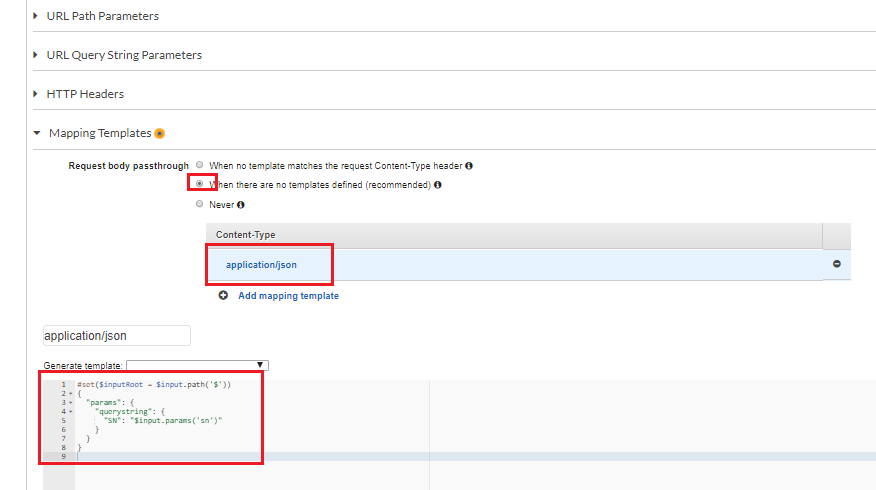 URL Path Parameters
URL Query String Parameters
HTTP Headers
Mapping Templates
Request body passthrough When no template matches the request Content-Type header
When there are no templates defined (recommended)
Never
Content-Type
application/json
Add mapping template
application/json
Generate template:
1 #set($inputRoot = $input.path('$'))
2 {
3 "params": {
4 "querystring": {
5 "SN": "$input.params('sn')"
6 }
7 }
8 }
9